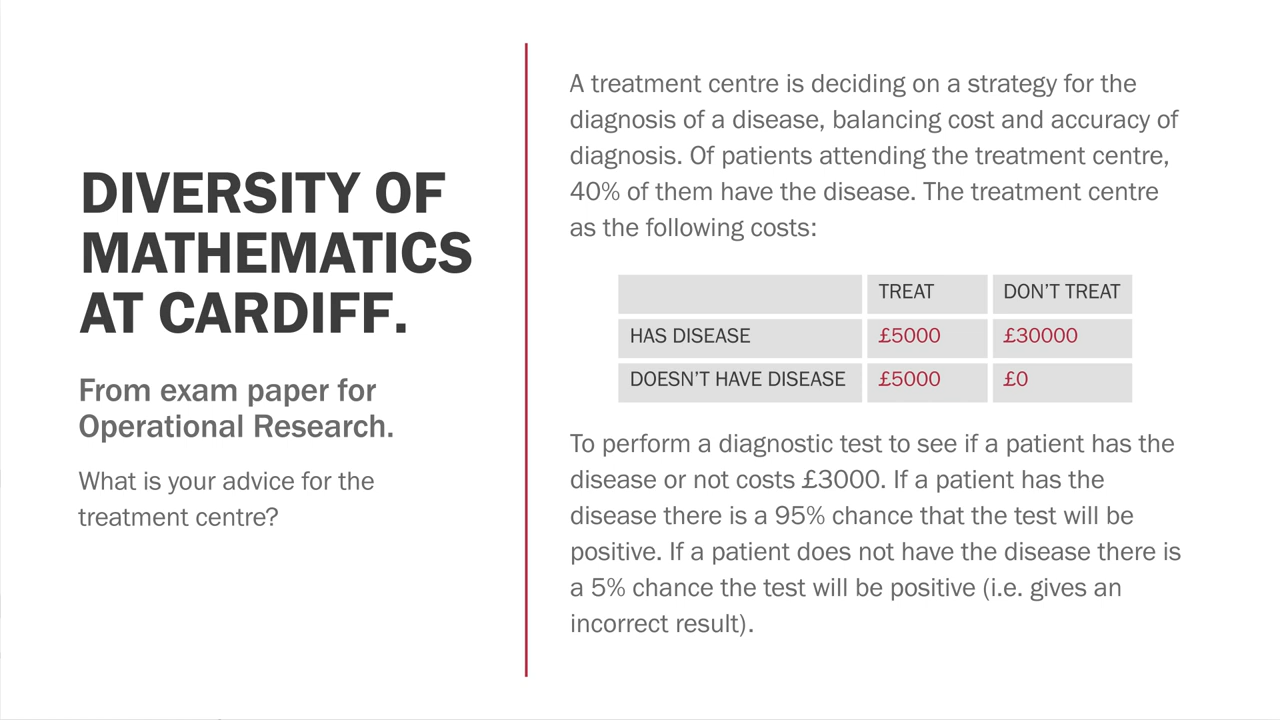 DIVERSITY OF
MATHEMATICS
AT CARDIFF.
From exam paper for
Operational Research.
What is your advice for the
treatment centre?
A treatment centre is deciding on a strategy for the
diagnosis of a disease, balancing cost and accuracy of
diagnosis. Of patients attending the treatment centre,
40% of them have the disease. The treatment centre
as the following costs:
TREAT DON'T TREAT
HAS DISEASE £5000 £30000
DOESN'T HAVE DISEASE £5000 £0
To perform a diagnostic test to see if a patient has the
disease or not costs £3000. If a patient has the
disease there is a 95% chance that the test will be
positive. If a patient does not have the disease there is
a 5% chance the test will be positive (i.e. gives an
incorrect result).